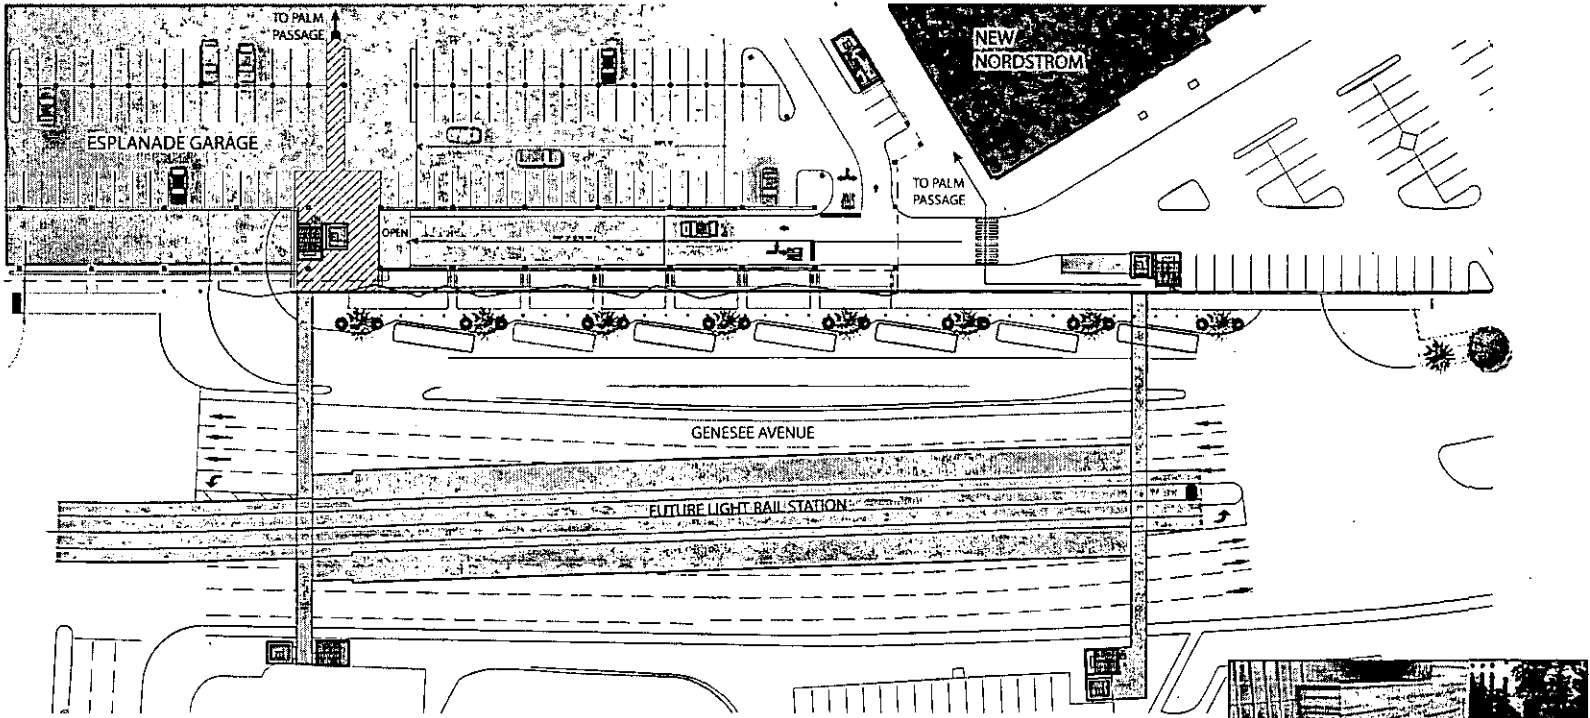 TO PALM
PASSAGE
NEW
NORDSTROM
ESPLANADE GARAGE
TO PALM
PASSAGE
OPEN
GENESEE AVENUE
FUTURE LIGHT RAIL STATION